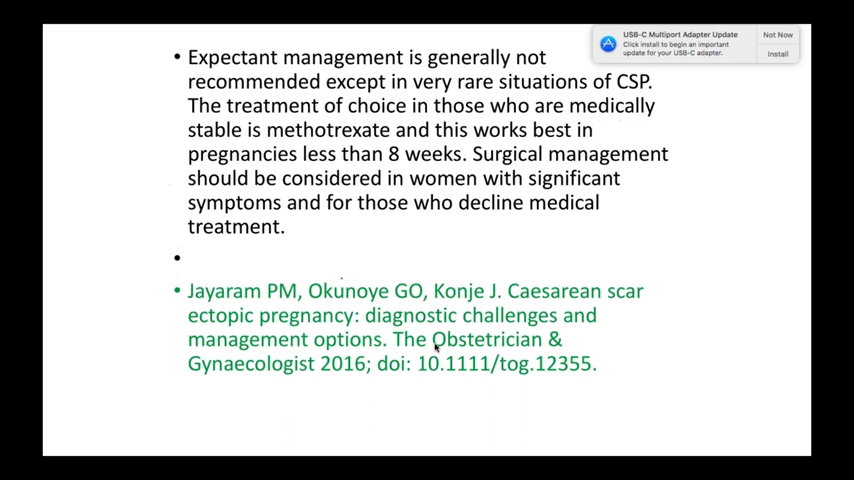 USB-C Multiport Adapter Update
Click install to begin an important
update for your USB-C adapter.
Not Now
Install
• Expectant management is generally not
recommended except in very rare situations of CSP.
The treatment of choice in those who are medically
stable is methotrexate and this works best in
pregnancies less than 8 weeks. Surgical management
should be considered in women with significant
symptoms and for those who decline medical
treatment.
•
• Jayaram PM, Okunoye GO, Konje J. Caesarean scar
ectopic pregnancy: diagnostic challenges and
management options. The Obstetrician &
Gynaecologist 2016; doi: 10.1111/tog.12355.